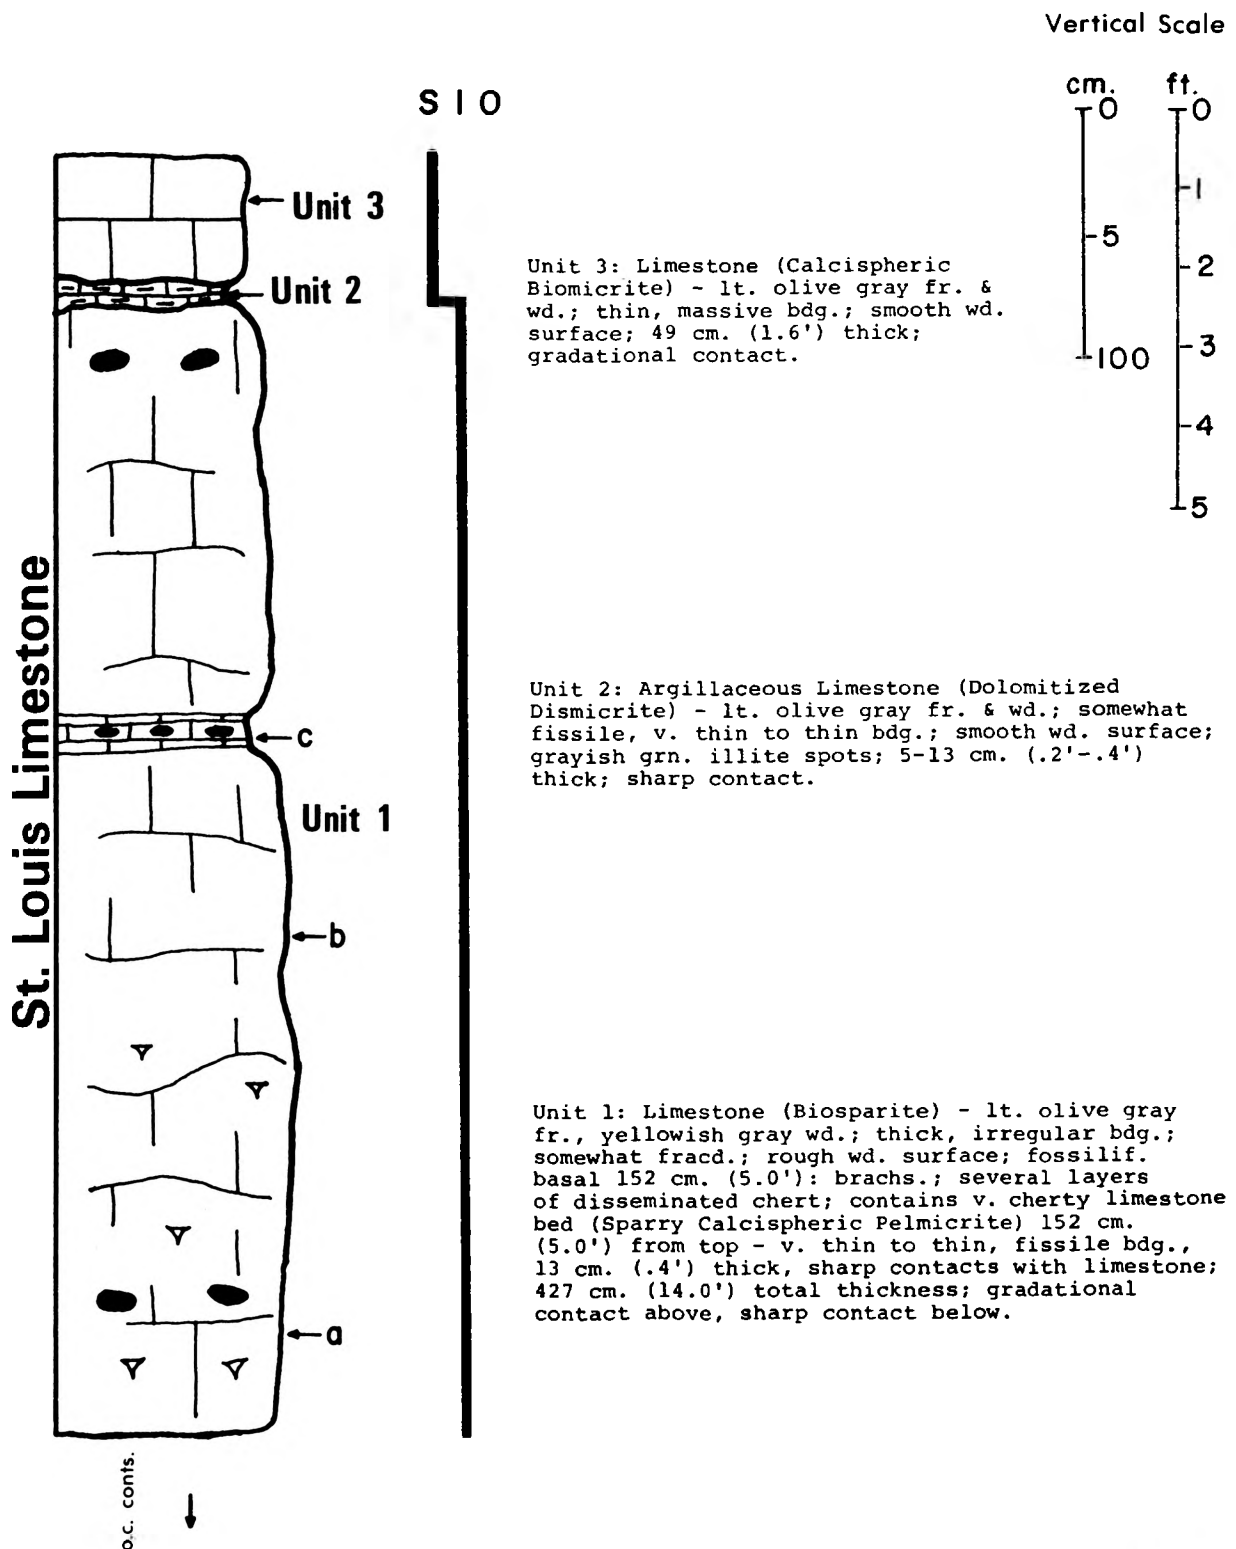 Vertical Scale
cm.
ft.
0
0
-1
-5
-2
-3
100
-4
-5
S I O
Unit 3
Unit 2
c
Unit 1
b
a
St. Louis Limestone
o.c. conts.
Unit 3: Limestone (Calcispheric
Biomicrite) - lt. olive gray fr. &
wd.; thin, massive bdg.; smooth wd.
surface; 49 cm. (1.6') thick;
gradational contact.
Unit 2: Argillaceous Limestone (Dolomitized
Dismicrite) - lt. olive gray fr. & wd.; somewhat
fissile, v. thin to thin bdg.; smooth wd. surface;
grayish grn. illite spots; 5-13 cm. (.2'-.4')
thick; sharp contact.
Unit 1: Limestone (Biosparite) - lt. olive gray
fr., yellowish gray wd.; thick, irregular bdg.;
somewhat fracd.; rough wd. surface; fossilif.
basal 152 cm. (5.0'): brachs.; several layers
of disseminated chert; contains v. cherty limestone
bed (Sparry Calcispheric Pelmicrite) 152 cm.
(5.0') from top - v. thin to thin, fissile bdg.,
13 cm. (.4') thick, sharp contacts with limestone;
427 cm. (14.0') total thickness; gradational
contact above, sharp contact below.